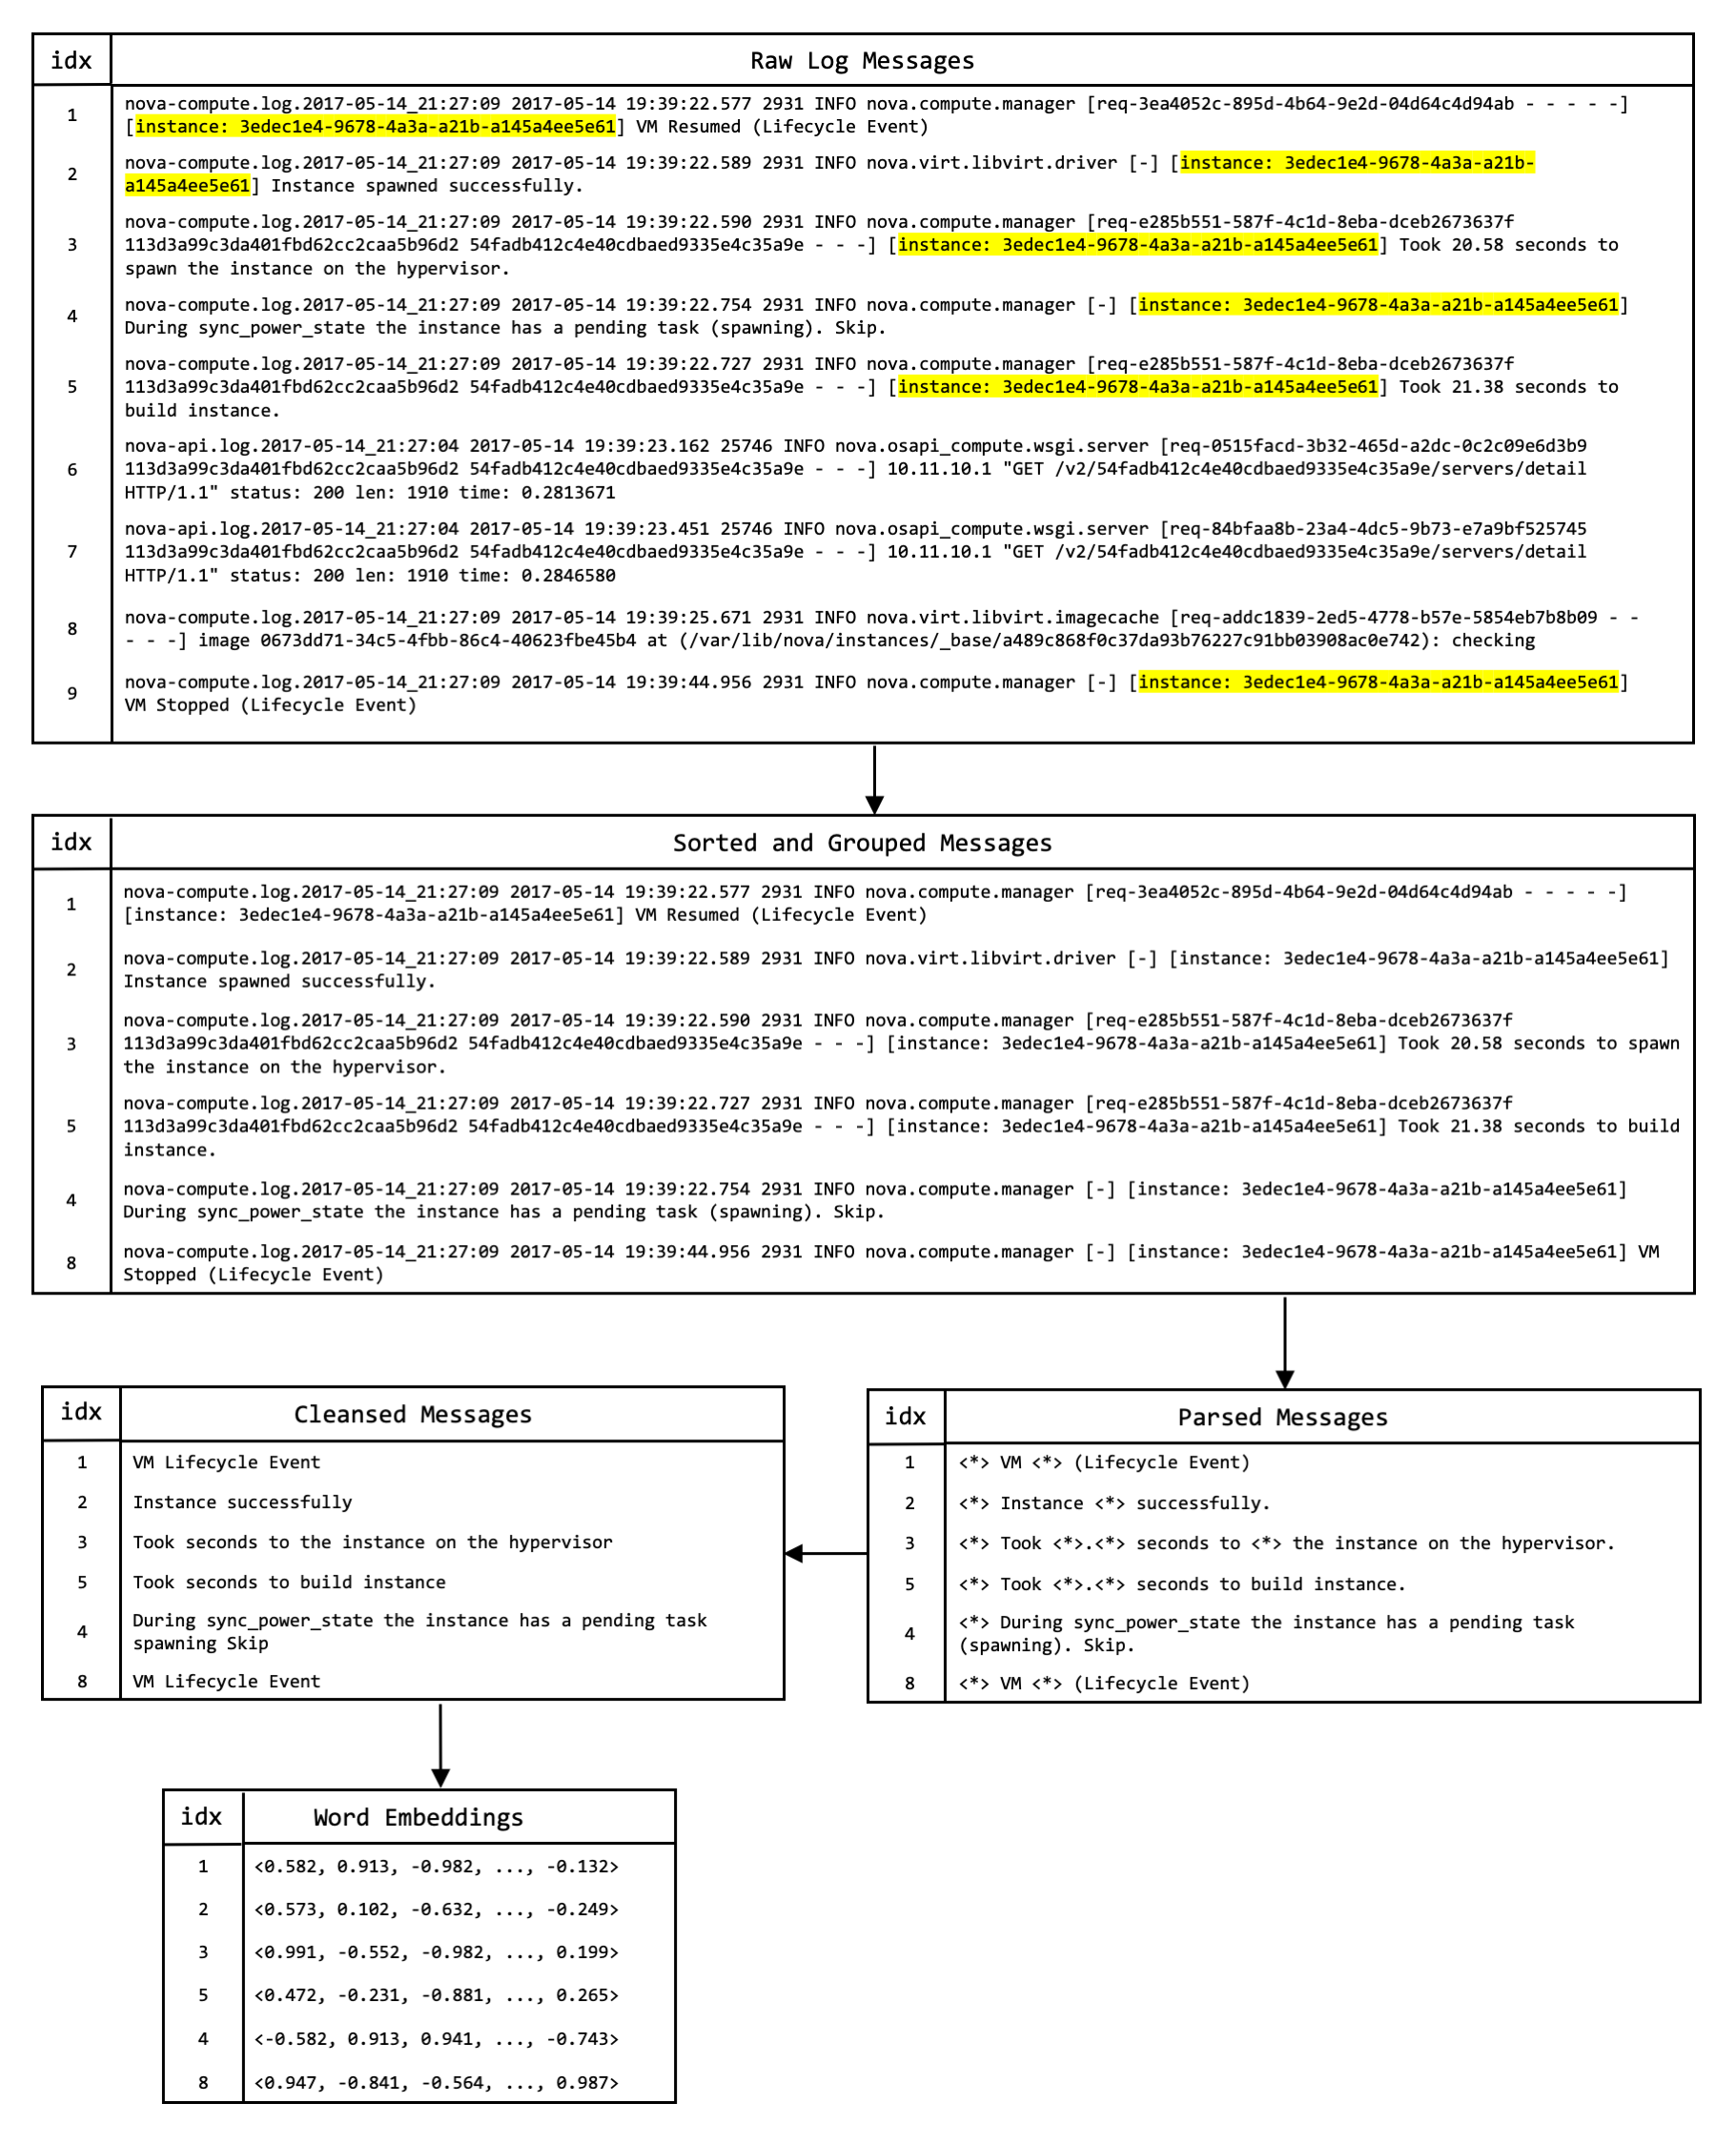 idx Raw Log Messages
1 nova-compute.log.2017-05-14_21:27:09 2017-05-14 19:39:22.577 2931 INFO nova.compute.manager [req-3ea4052c-895d-4b64-9e2d-04d64c4d94ab - - - - -]
[instance: 3edec1e4-9678-4a3a-a21b-a145a4ee5e61] VM Resumed (Lifecycle Event)
2 nova-compute.log.2017-05-14_21:27:09 2017-05-14 19:39:22.589 2931 INFO nova.virt.libvirt.driver [-] [instance: 3edec1e4-9678-4a3a-a21b-
a145a4ee5e61] Instance spawned successfully.
3 nova-compute.log.2017-05-14_21:27:09 2017-05-14 19:39:22.590 2931 INFO nova.compute.manager [req-e285b551-587f-4c1d-8eba-dceb2673637f
113d3a99c3da401fbd62cc2caa5b96d2 54fadb412c4e40cdbaed9335e4c35a9e - - -] [instance: 3edec1e4-9678-4a3a-a21b-a145a4ee5e61] Took 20.58 seconds to
spawn the instance on the hypervisor.
4 nova-compute.log.2017-05-14_21:27:09 2017-05-14 19:39:22.754 2931 INFO nova.compute.manager [-] [instance: 3edec1e4-9678-4a3a-a21b-a145a4ee5e61]
During sync_power_state the instance has a pending task (spawning). Skip.
5 nova-compute.log.2017-05-14_21:27:09 2017-05-14 19:39:22.727 2931 INFO nova.compute.manager [req-e285b551-587f-4c1d-8eba-dceb2673637f
113d3a99c3da401fbd62cc2caa5b96d2 54fadb412c4e40cdbaed9335e4c35a9e - - -] [instance: 3edec1e4-9678-4a3a-a21b-a145a4ee5e61] Took 21.38 seconds to
build instance.
6 nova-api.log.2017-05-14_21:27:04 2017-05-14 19:39:23.162 25746 INFO nova.osapi_compute.wsgi.server [req-0515facd-3b32-465d-a2dc-0c2c09e6d3b9
113d3a99c3da401fbd62cc2caa5b96d2 54fadb412c4e40cdbaed9335e4c35a9e - - -] 10.11.10.1 "GET /v2/54fadb412c4e40cdbaed9335e4c35a9e/servers/detail
HTTP/1.1" status: 200 len: 1910 time: 0.2813671
7 nova-api.log.2017-05-14_21:27:04 2017-05-14 19:39:23.451 25746 INFO nova.osapi_compute.wsgi.server [req-84bfaa8b-23a4-4dc5-9b73-e7a9bf525745
113d3a99c3da401fbd62cc2caa5b96d2 54fadb412c4e40cdbaed9335e4c35a9e - - -] 10.11.10.1 "GET /v2/54fadb412c4e40cdbaed9335e4c35a9e/servers/detail
HTTP/1.1" status: 200 len: 1910 time: 0.2846580
8 nova-compute.log.2017-05-14_21:27:09 2017-05-14 19:39:25.671 2931 INFO nova.virt.libvirt.imagecache [req-addc1839-2ed5-4778-b57e-5854eb7b8b09 - -
- - -] image 0673dd71-34c5-4fbb-86c4-40623fbe45b4 at (/var/lib/nova/instances/_base/a489c868f0c37da93b76227c91bb03908ac0e742): checking
9 nova-compute.log.2017-05-14_21:27:09 2017-05-14 19:39:44.956 2931 INFO nova.compute.manager [-] [instance: 3edec1e4-9678-4a3a-a21b-a145a4ee5e61]
VM Stopped (Lifecycle Event)
idx Sorted and Grouped Messages
1 nova-compute.log.2017-05-14_21:27:09 2017-05-14 19:39:22.577 2931 INFO nova.compute.manager [req-3ea4052c-895d-4b64-9e2d-04d64c4d94ab - - - - -]
[instance: 3edec1e4-9678-4a3a-a21b-a145a4ee5e61] VM Resumed (Lifecycle Event)
2 nova-compute.log.2017-05-14_21:27:09 2017-05-14 19:39:22.589 2931 INFO nova.virt.libvirt.driver [-] [instance: 3edec1e4-9678-4a3a-a21b-a145a4ee5e61]
Instance spawned successfully.
3 nova-compute.log.2017-05-14_21:27:09 2017-05-14 19:39:22.590 2931 INFO nova.compute.manager [req-e285b551-587f-4c1d-8eba-dceb2673637f
113d3a99c3da401fbd62cc2caa5b96d2 54fadb412c4e40cdbaed9335e4c35a9e - - -] [instance: 3edec1e4-9678-4a3a-a21b-a145a4ee5e61] Took 20.58 seconds to spawn
the instance on the hypervisor.
5 nova-compute.log.2017-05-14_21:27:09 2017-05-14 19:39:22.727 2931 INFO nova.compute.manager [req-e285b551-587f-4c1d-8eba-dceb2673637f
113d3a99c3da401fbd62cc2caa5b96d2 54fadb412c4e40cdbaed9335e4c35a9e - - -] [instance: 3edec1e4-9678-4a3a-a21b-a145a4ee5e61] Took 21.38 seconds to build
instance.
4 nova-compute.log.2017-05-14_21:27:09 2017-05-14 19:39:22.754 2931 INFO nova.compute.manager [-] [instance: 3edec1e4-9678-4a3a-a21b-a145a4ee5e61]
During sync_power_state the instance has a pending task (spawning). Skip.
8 nova-compute.log.2017-05-14_21:27:09 2017-05-14 19:39:44.956 2931 INFO nova.compute.manager [-] [instance: 3edec1e4-9678-4a3a-a21b-a145a4ee5e61] VM
Stopped (Lifecycle Event)
idx Cleansed Messages
1 VM Lifecycle Event
2 Instance successfully
3 Took seconds to the instance on the hypervisor
5 Took seconds to build instance
4 During sync_power_state the instance has a pending task
spawning Skip
8 VM Lifecycle Event
idx Parsed Messages
1 <*> VM <*> (Lifecycle Event)
2 <*> Instance <*> successfully.
3 <*> Took <*>.<*> seconds to <*> the instance on the hypervisor.
5 <*> Took <*>.<*> seconds to build instance.
4 <*> During sync_power_state the instance has a pending task
(spawning). Skip.
8 <*> VM <*> (Lifecycle Event)
idx Word Embeddings
1 <0.582, 0.913, -0.982, ..., -0.132>
2 <0.573, 0.102, -0.632, ..., -0.249>
3 <0.991, -0.552, -0.982, ..., 0.199>
5 <0.472, -0.231, -0.881, ..., 0.265>
4 <-0.582, 0.913, 0.941, ..., -0.743>
8 <0.947, -0.841, -0.564, ..., 0.987>